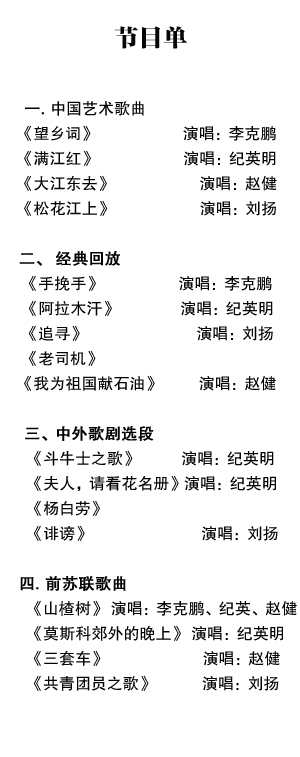 节目单
一. 中国艺术歌曲
《望乡词》 演唱：李克鹏
《满江红》 演唱：纪英明
《大江东去》 演唱：赵健
《松花江上》 演唱：刘扬
二、 经典回放
《手挽手》 演唱：李克鹏
《阿拉木汗》 演唱：纪英明
《追寻》 演唱：刘扬
《老司机》
《我为祖国献石油》 演唱：赵健
三、中外歌剧选段
《斗牛士之歌》 演唱：纪英明
《夫人，请看花名册》演唱：纪英明
《杨白劳》
《诽谤》 演唱：刘扬
四. 前苏联歌曲
《山楂树》 演唱：李克鹏、纪英、赵健
《莫斯科郊外的晚上》 演唱：纪英明
《三套车》 演唱：赵健
《共青团员之歌》 演唱：刘扬